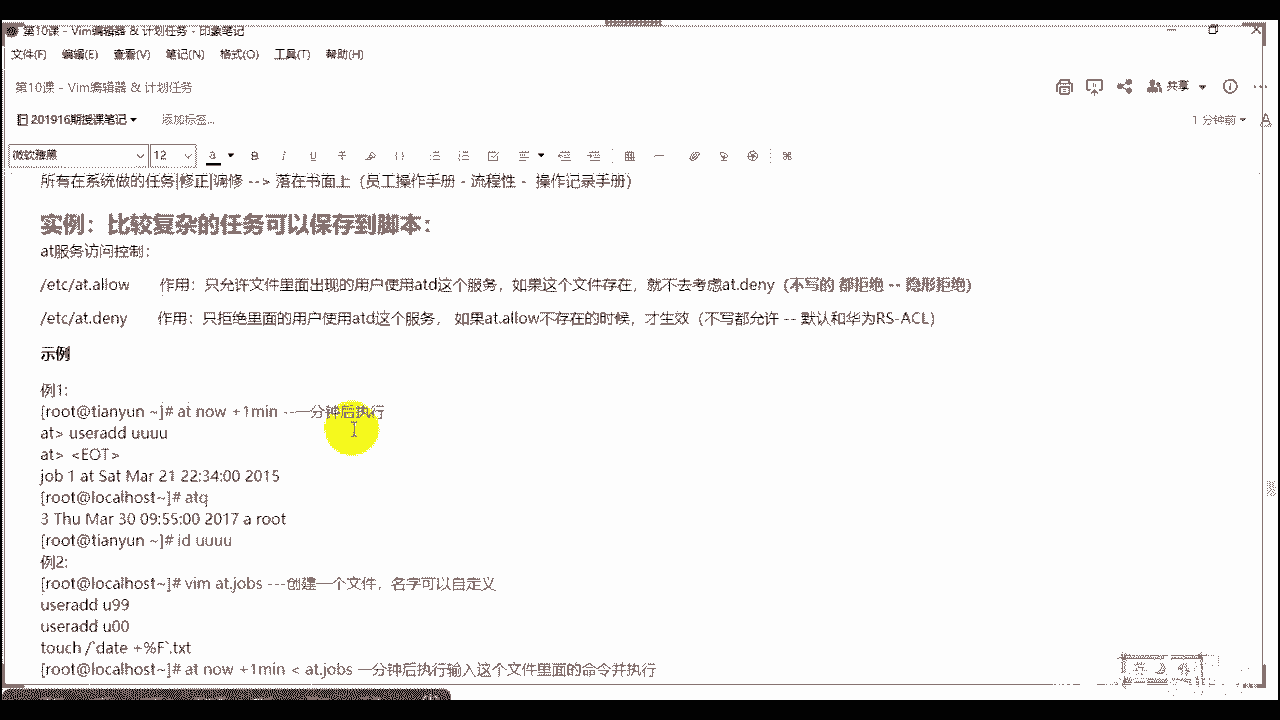 第10课 - Vim编辑器 & 计划任务 - 印象笔记
文件(F) 编辑(E) 查看(V) 笔记(N) 格式(O) 工具(T) 帮助(H)
第10课 - Vim编辑器 & 计划任务
共享
201916期授课笔记 添加标签...
1 分钟前
微软雅黑 12
所有在系统做的任务|修正|调修 --> 落在书面上（员工操作手册 - 流程性 - 操作记录手册）
实例：比较复杂的任务可以保存到脚本：
at服务访问控制：
/etc/at.allow 作用：只允许文件里面出现的用户使用atd这个服务，如果这个文件存在，就不去考虑at.deny（不写的 都拒绝 -- 隐形拒绝）
/etc/at.deny 作用：只拒绝里面的用户使用atd这个服务， 如果at.allow不存在的时候，才生效（不写都允许 -- 默认和华为RS-ACL）
示例
例1:
[root@tianyun ~]# at now +1min --一分钟后执行
at> useradd uuuu
at> <EOT>
job 1 at Sat Mar 21 22:34:00 2015
[root@localhost~]# atq
3 Thu Mar 30 09:55:00 2017 a root
[root@tianyun ~]# id uuuu
例2:
[root@localhost~]# vim at.jobs ---创建一个文件，名字可以自定义
useradd u99
useradd u00
touch /`date +%F`.txt
[root@localhost~]# at now +1min < at.jobs 一分钟后执行输入这个文件里面的命令并执行